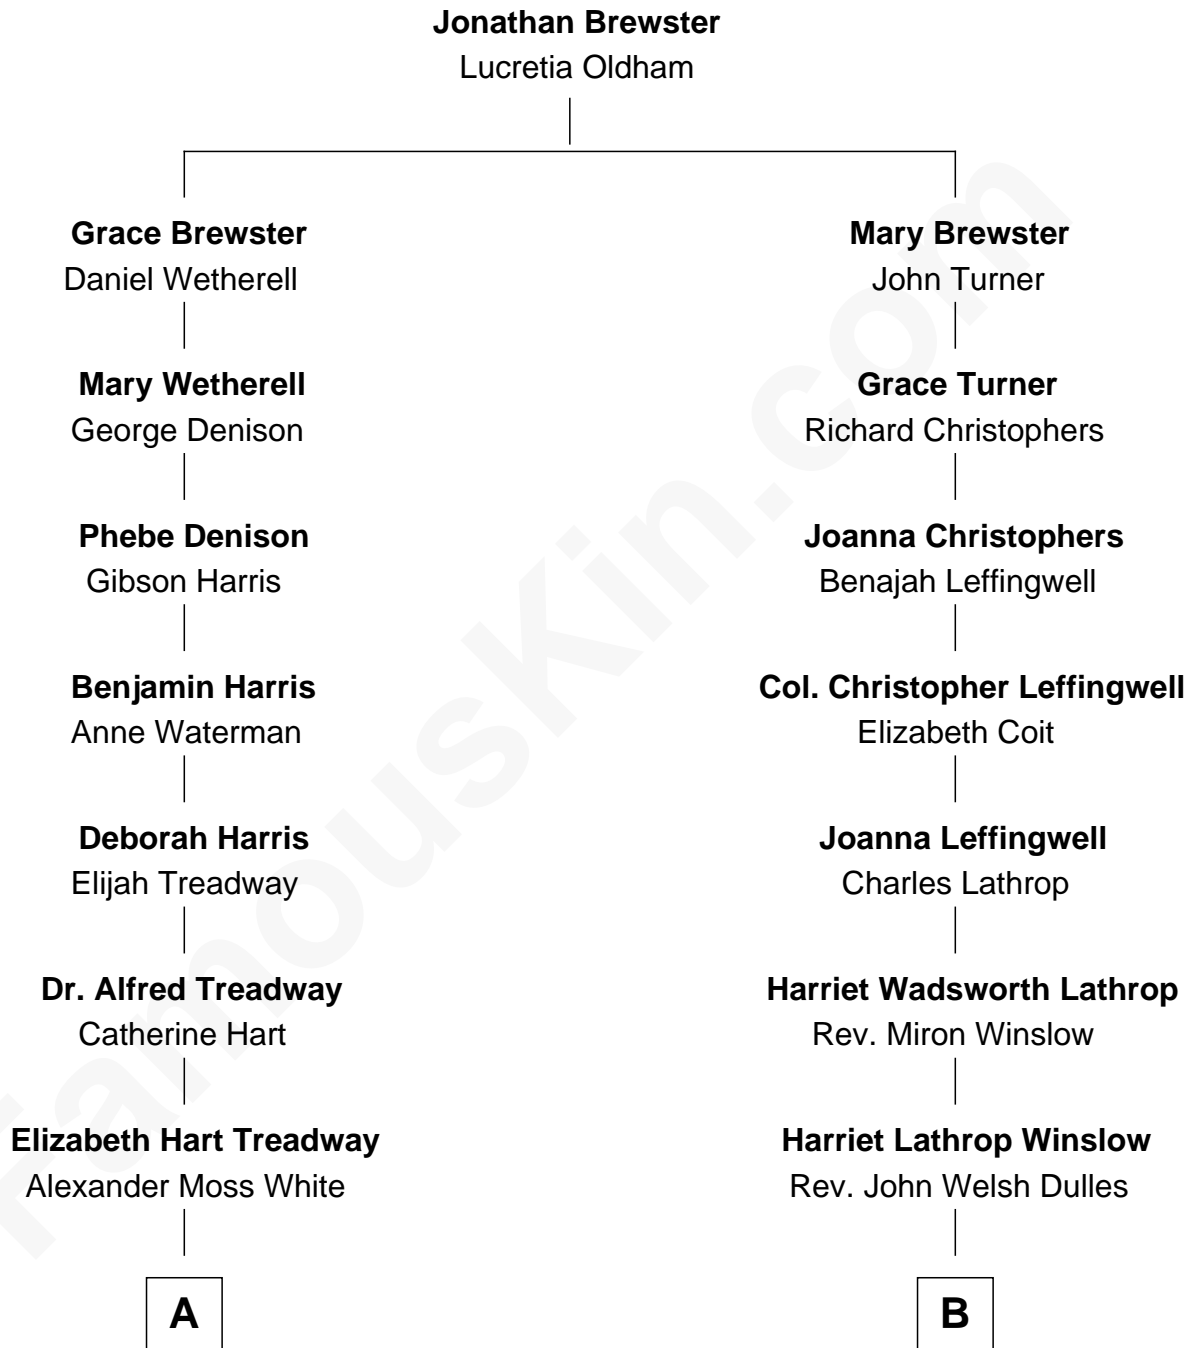 Jonathan Brewster
Lucretia Oldham
Grace Brewster
Daniel Wetherell
Mary Brewster
John Turner
Mary Wetherell
George Denison
Grace Turner
Richard Christophers
Phebe Denison
Gibson Harris
Joanna Christophers
Benajah Leffingwell
Benjamin Harris
Anne Waterman
Col. Christopher Leffingwell
Elizabeth Coit
Deborah Harris
Elijah Treadway
Joanna Leffingwell
Charles Lathrop
Dr. Alfred Treadway
Catherine Hart
Harriet Wadsworth Lathrop
Rev. Miron Winslow
Elizabeth Hart Treadway
Alexander Moss White
Harriet Lathrop Winslow
Rev. John Welsh Dulles
A
B
FamousKin.com